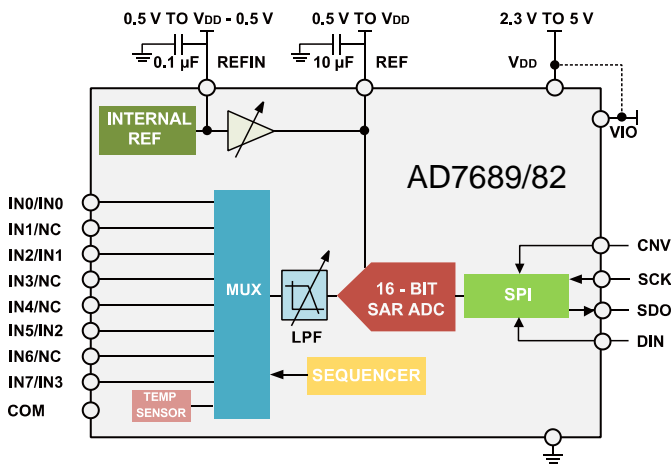 0.5 V TO VDD - 0.5 V
0.5 V TO VDD
2.3 V TO 5 V
0.1 µF
REFIN
10 µF
REF
VDD
VIO
INTERNAL
REF
AD7689/82
IN0/IN0
IN1/NC
IN2/IN1
IN3/NC
IN4/NC
IN5/IN2
IN6/NC
IN7/IN3
COM
MUX
LPF
16 - BIT
SAR ADC
SPI
CNV
SCK
SDO
DIN
SEQUENCER
TEMP
SENSOR